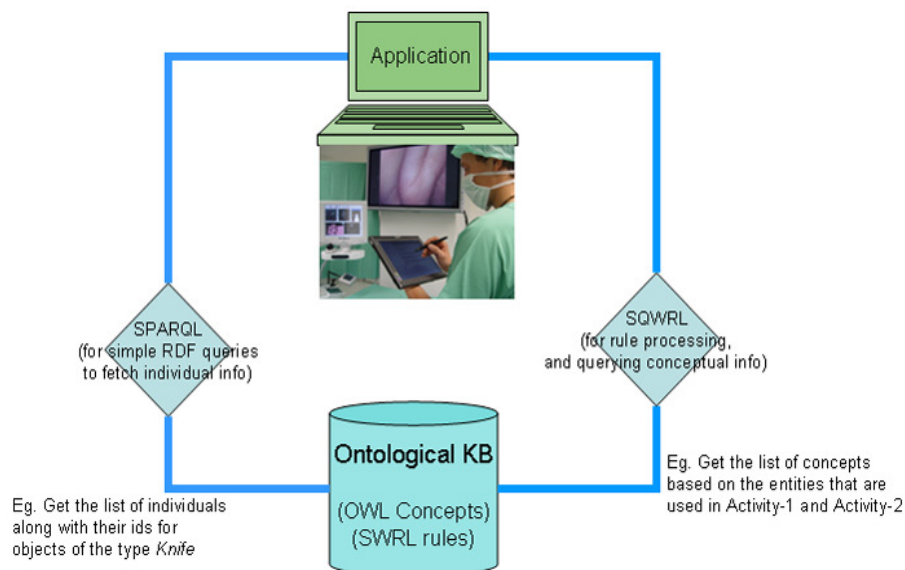 Application
SPARQL
(for simple RDF queries
to fetch individual info)
SQWRL
(for rule processing,
and querying conceptual info)
Ontological KB
(OWL Concepts)
(SWRL rules)
Eg. Get the list of individuals
along with their ids for
objects of the type Knife
Eg. Get the list of concepts
based on the entities that are
used in Activity-1 and Activity-2